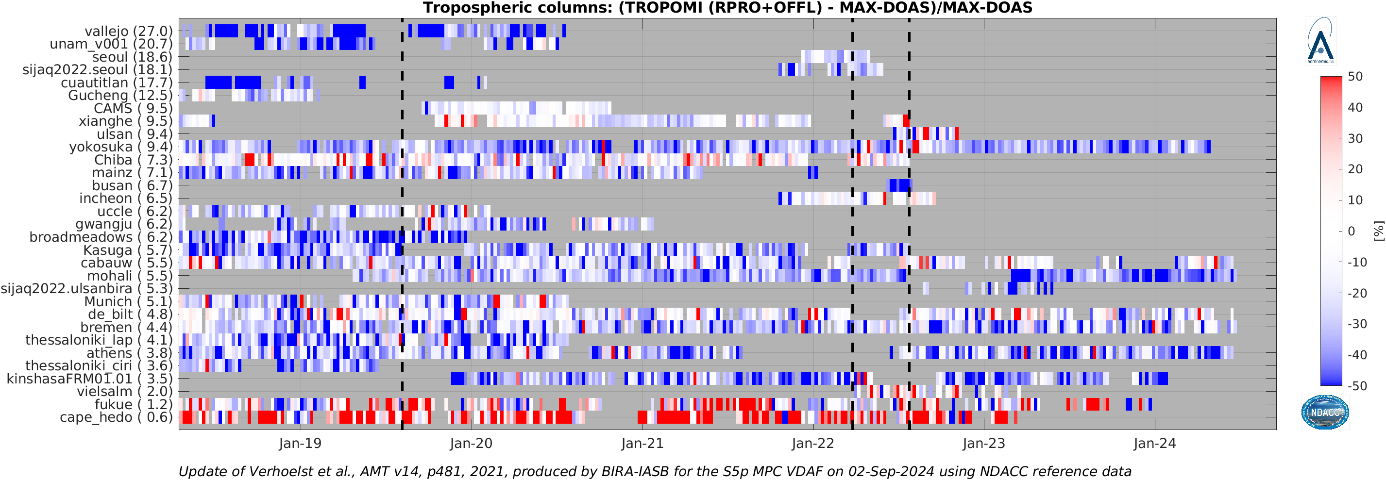 Tropospheric columns: (TROPOMI (RPRO+OFFL) - MAX-DOAS)/MAX-DOAS
vallejo (27.0)
unam_v001 (20.7)
seoul (18.6)
sijaq2022.seoul (18.1)
cuautitlan (17.7)
Gucheng (12.5)
CAMS ( 9.5)
xianghe ( 9.5)
ulsan ( 9.4)
yokosuka ( 9.4)
Chiba ( 7.3)
mainz ( 7.1)
busan ( 6.7)
incheon ( 6.5)
uccle ( 6.2)
gwangju ( 6.2)
broadmeadows ( 6.2)
Kasuga ( 5.7)
cabauw ( 5.5)
mohali ( 5.5)
sijaq2022.ulsanbira ( 5.3)
Munich ( 5.1)
de_bilt ( 4.8)
bremen ( 4.4)
thessaloniki_lap ( 4.1)
athens ( 3.8)
thessaloniki_ciri ( 3.6)
kinshasaFRM01.01 ( 3.5)
vielsalm ( 2.0)
fukue ( 1.2)
cape_hedo ( 0.6)
Jan-19 Jan-20 Jan-21 Jan-22 Jan-23 Jan-24
50
40
30
20
10
0
-10
-20
-30
-40
-50
[%]
NDACC
Update of Verhoelst et al., AMT v14, p481, 2021, produced by BIRA-IASB for the S5p MPC VDAF on 02-Sep-2024 using NDACC reference data